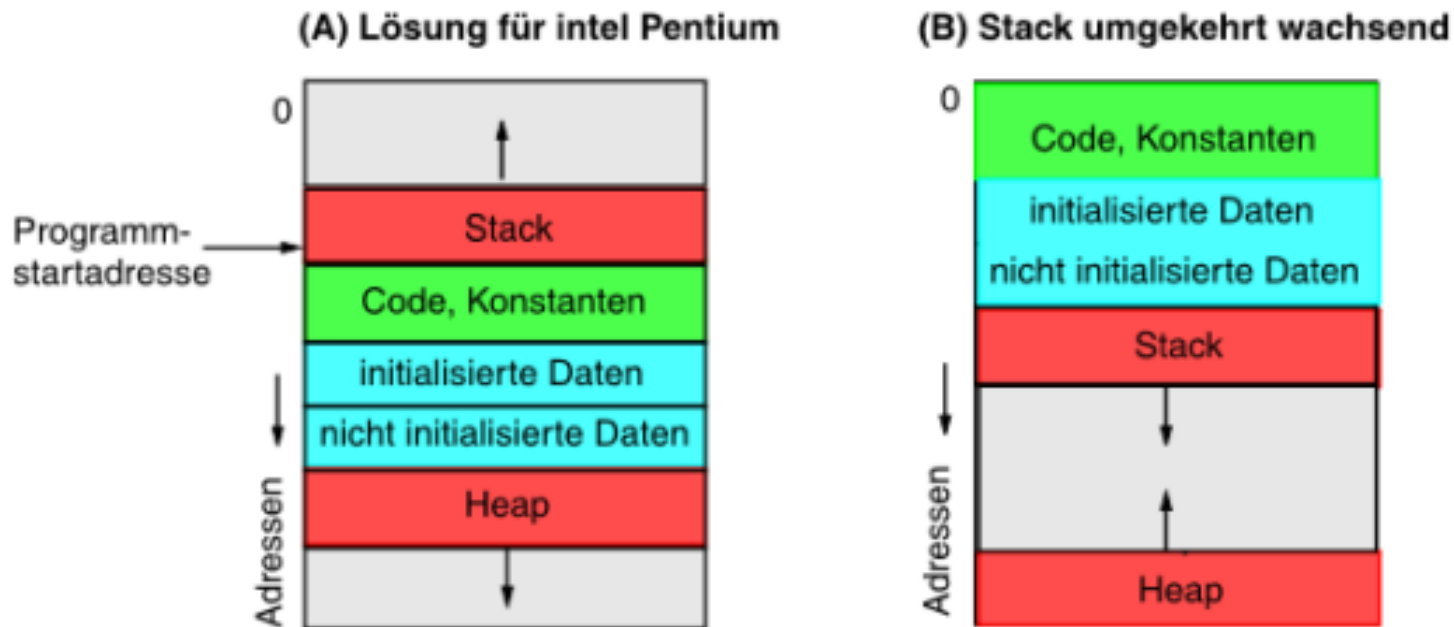 (A) Lösung für intel Pentium
0
Stack
Programm-
startadresse
Code, Konstanten
initialisierte Daten
nicht initialisierte Daten
Heap
Adressen
(B) Stack umgekehrt wachsend
0
Code, Konstanten
initialisierte Daten
nicht initialisierte Daten
Stack
Adressen
Heap